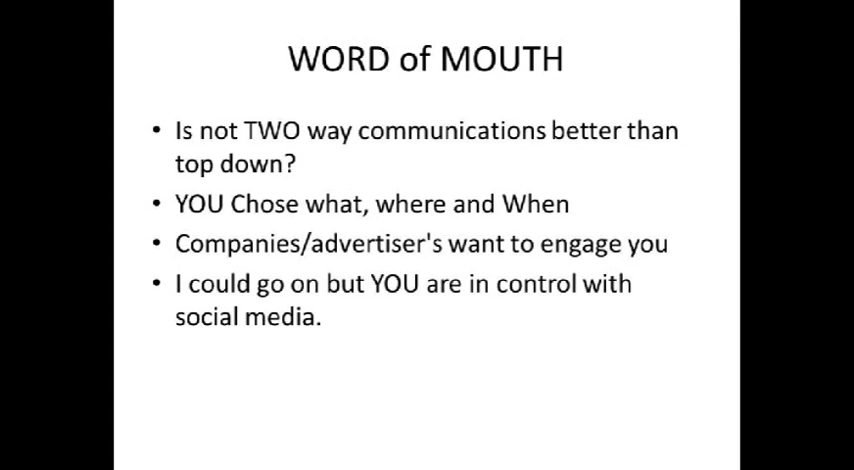 WORD of MOUTH
• Is not TWO way communications better than
top down?
• YOU Chose what, where and When
• Companies/advertiser's want to engage you
• I could go on but YOU are in control with
social media.